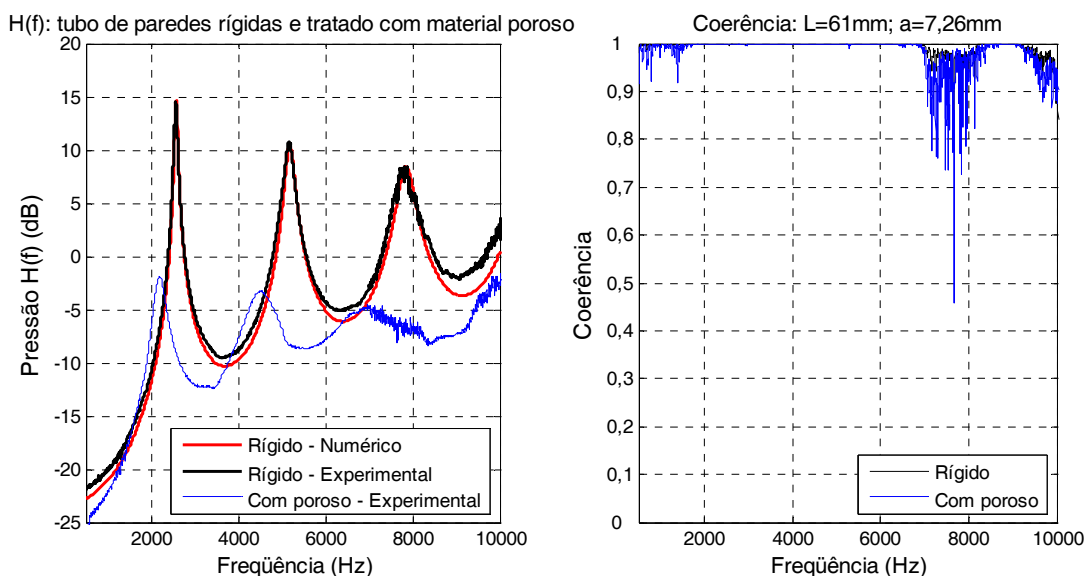 H(f): tubo de paredes rígidas e tratado com material poroso
20
15
10
5
0
-5
-10
-15
-20
-25
Pressão H(f) (dB)
2000
4000
6000
8000
10000
Freqüência (Hz)
Rígido - Numérico
Rígido - Experimental
Com poroso - Experimental
Coerência: L=61mm; a=7,26mm
1
0,9
0,8
0,7
0,6
0,5
0,4
0,3
0,2
0,1
0
Coerência
2000
4000
6000
8000
10000
Freqüência (Hz)
Rígido
Com poroso